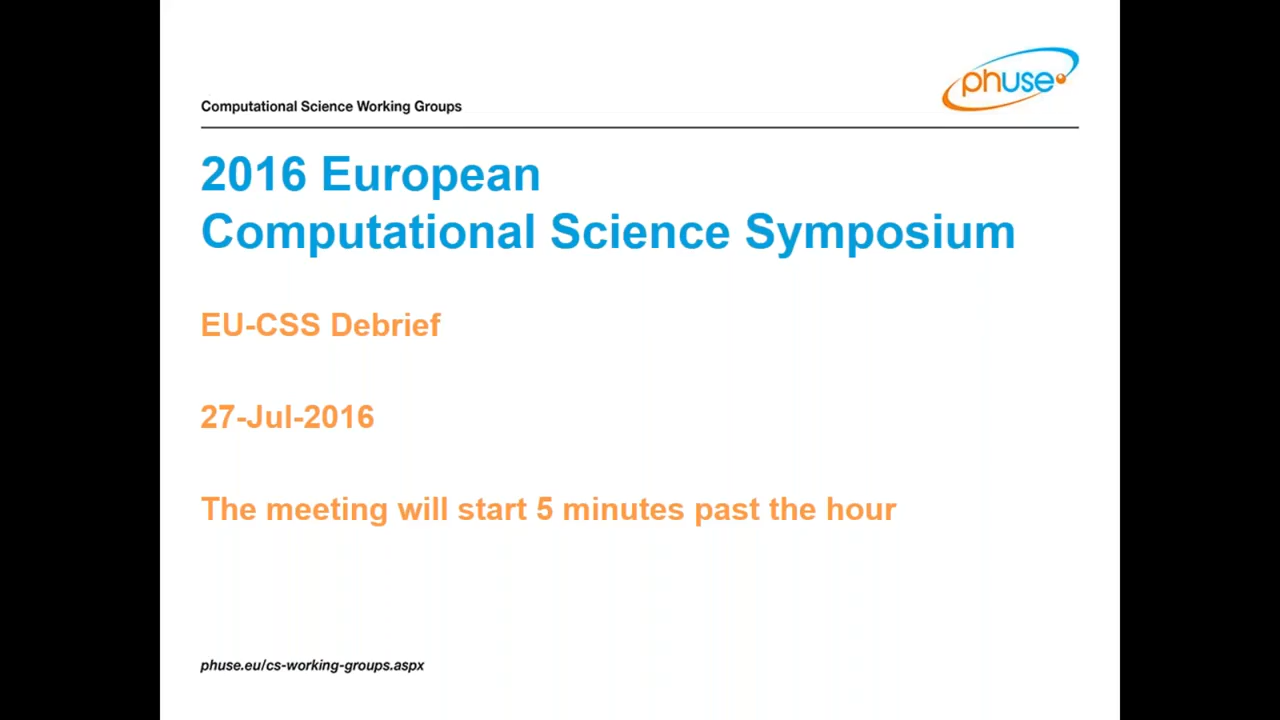 phuse
Computational Science Working Groups
2016 European
Computational Science Symposium
EU-CSS Debrief
27-Jul-2016
The meeting will start 5 minutes past the hour
phuse.eu/cs-working-groups.aspx